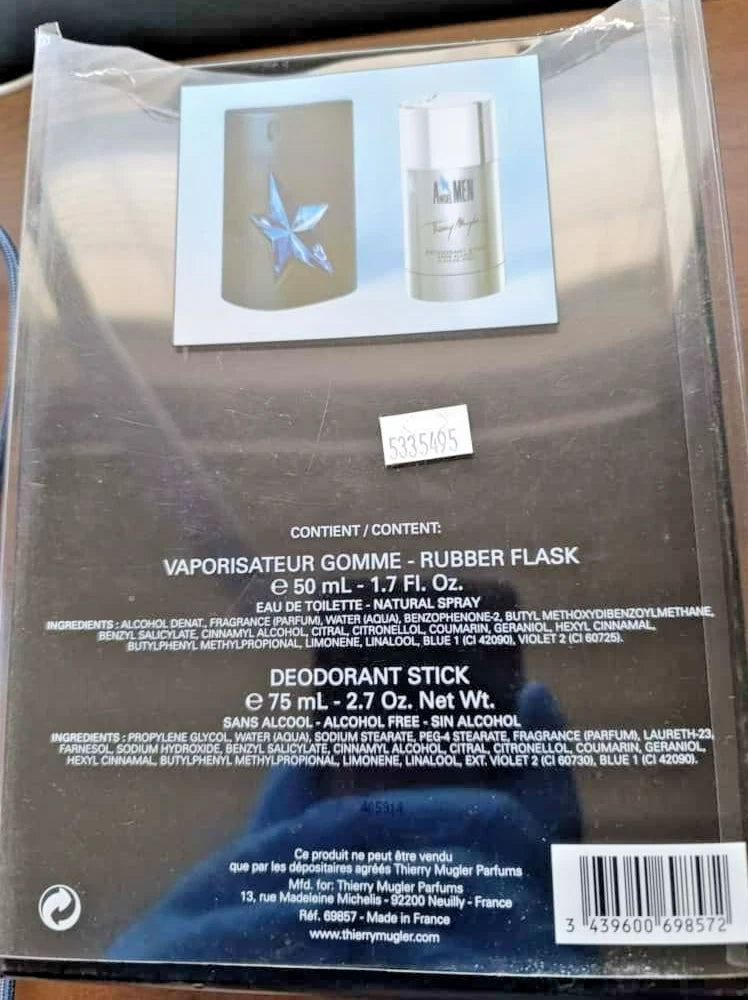 A MEN
ANGEL
Thierry Mugler
5335495
CONTIENT / CONTENT:
VAPORISATEUR GOMME - RUBBER FLASK
℮ 50 mL - 1.7 Fl. Oz.
EAU DE TOILETTE - NATURAL SPRAY
INGREDIENTS : ALCOHOL DENAT., FRAGRANCE (PARFUM), WATER (AQUA), BENZOPHENONE-2, BUTYL METHOXYDIBENZOYLMETHANE,
BENZYL SALICYLATE, CINNAMYL ALCOHOL, CITRAL, CITRONELLOL, COUMARIN, GERANIOL, HEXYL CINNAMAL,
BUTYLPHENYL METHYLPROPIONAL, LIMONENE, LINALOOL, BLUE 1 (CI 42090), VIOLET 2 (CI 60725).
DEODORANT STICK
℮ 75 mL - 2.7 Oz. Net Wt.
SANS ALCOOL - ALCOHOL FREE - SIN ALCOHOL
INGREDIENTS : PROPYLENE GLYCOL, WATER (AQUA), SODIUM STEARATE, PEG-4 STEARATE, FRAGRANCE (PARFUM), LAURETH-23,
FARNESOL, SODIUM HYDROXIDE, BENZYL SALICYLATE, CINNAMYL ALCOHOL, CITRAL, CITRONELLOL, COUMARIN, GERANIOL,
HEXYL CINNAMAL, BUTYLPHENYL METHYLPROPIONAL, LIMONENE, LINALOOL, EXT. VIOLET 2 (CI 60730), BLUE 1 (CI 42090).
Ce produit ne peut être vendu
que par les dépositaires agréés Thierry Mugler Parfums
Mfd. for: Thierry Mugler Parfums
13, rue Madeleine Michelis - 92200 Neuilly - France
Réf. 69857 - Made in France
www.thierrymugler.com
3 439600 698572